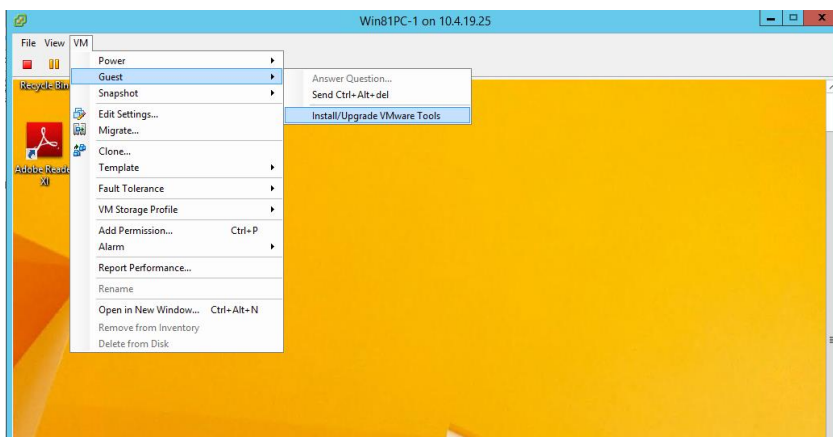 Win81PC-1 on 10.4.19.25
File View VM
Recycle Bin
Adobe Reade
XI
Power
Guest
Snapshot
Edit Settings...
Migrate...
Clone...
Template
Fault Tolerance
VM Storage Profile
Add Permission... Ctrl+P
Alarm
Report Performance...
Rename
Open in New Window... Ctrl+Alt+N
Remove from Inventory
Delete from Disk
Answer Question...
Send Ctrl+Alt+del
Install/Upgrade VMware Tools